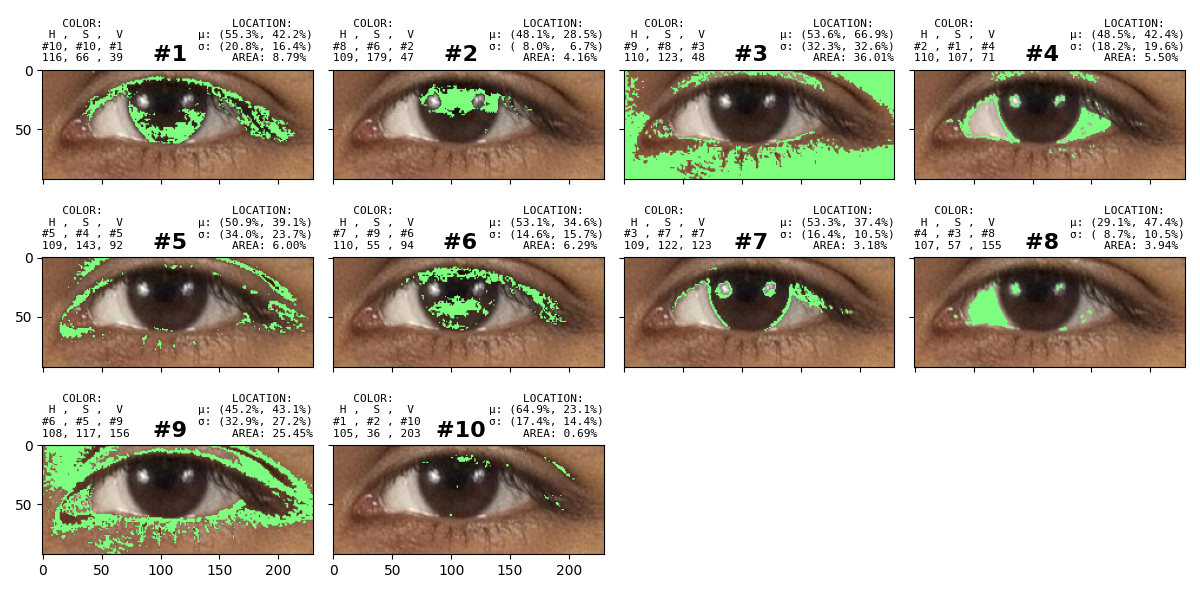 COLOR: LOCATION: COLOR: LOCATION: COLOR: LOCATION: COLOR: LOCATION:
H , S , V μ: (55.3%, 42.2%) H , S , V μ: (48.1%, 28.5%) H , S , V μ: (53.6%, 66.9%) H , S , V μ: (48.5%, 42.4%)
#10, #10, #1 #1 σ: (20.8%, 16.4%) #8 , #6 , #2 #2 σ: ( 8.0%, 6.7%) #9 , #8 , #3 #3 σ: (32.3%, 32.6%) #2 , #1 , #4 #4 σ: (18.2%, 19.6%)
116, 66 , 39 AREA: 8.79% 109, 179, 47 AREA: 4.16% 110, 123, 48 AREA: 36.01% 110, 107, 71 AREA: 5.50%
0
50
COLOR: LOCATION: COLOR: LOCATION: COLOR: LOCATION: COLOR: LOCATION:
H , S , V μ: (50.9%, 39.1%) H , S , V μ: (53.1%, 34.6%) H , S , V μ: (53.3%, 37.4%) H , S , V μ: (29.1%, 47.4%)
#5 , #4 , #5 #5 σ: (34.0%, 23.7%) #7 , #9 , #6 #6 σ: (14.6%, 15.7%) #3 , #7 , #7 #7 σ: (16.4%, 10.5%) #4 , #3 , #8 #8 σ: ( 8.7%, 10.5%)
109, 143, 92 AREA: 6.00% 110, 55 , 94 AREA: 6.29% 109, 122, 123 AREA: 3.18% 107, 57 , 155 AREA: 3.94%
0
50
COLOR: LOCATION: COLOR: LOCATION:
H , S , V μ: (45.2%, 43.1%) H , S , V μ: (64.9%, 23.1%)
#6 , #5 , #9 #9 σ: (32.9%, 27.2%) #1 , #2 , #10 #10 σ: (17.4%, 14.4%)
108, 117, 156 AREA: 25.45% 105, 36 , 203 AREA: 0.69%
0
50
0 50 100 150 200 0 50 100 150 200